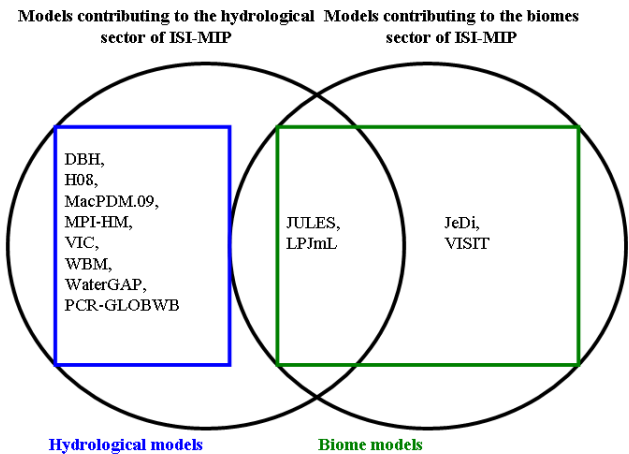 Models contributing to the hydrological
sector of ISI-MIP
Models contributing to the biomes
sector of ISI-MIP
DBH,
H08,
MacPDM.09,
MPI-HM,
VIC,
WBM,
WaterGAP,
PCR-GLOBWB
JULES,
LPJmL
JeDi,
VISIT
Hydrological models
Biome models